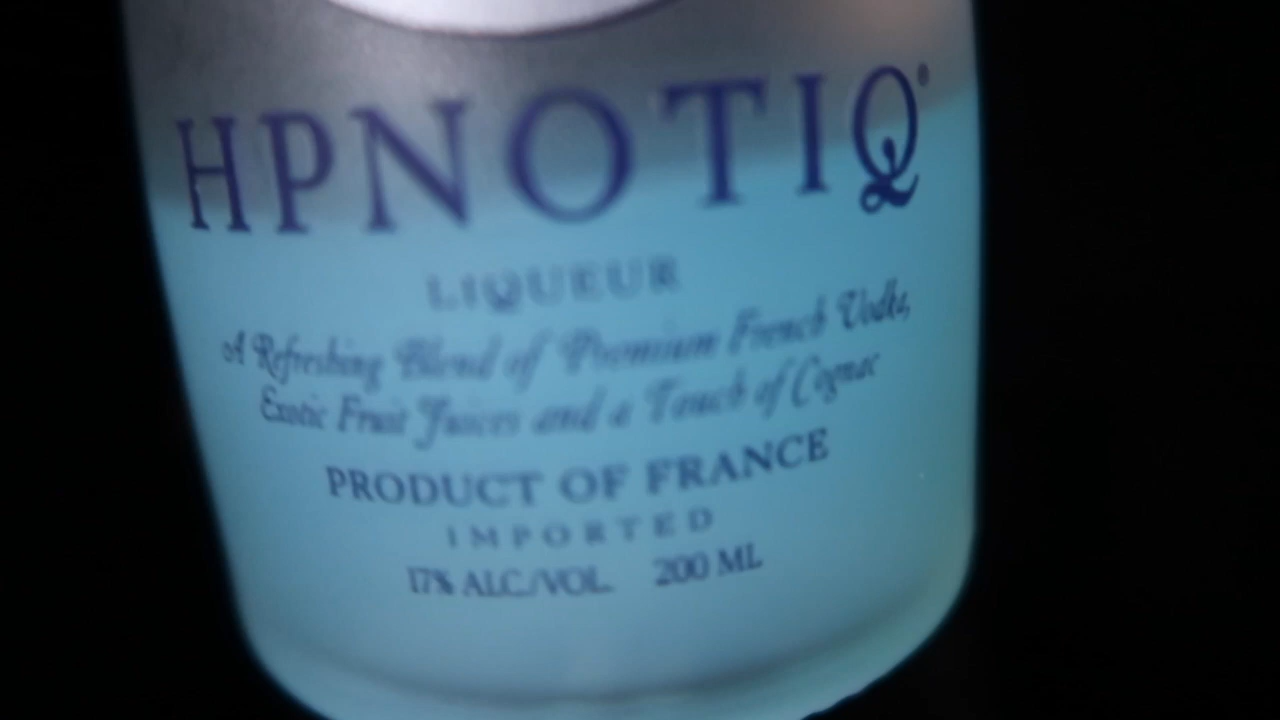 HPNOTIQ®
LIQUEUR
A Refreshing Blend of Premium French Vodka,
Exotic Fruit Juices and a Touch of Cognac
PRODUCT OF FRANCE
IMPORTED
17% ALC./VOL. 200 ML